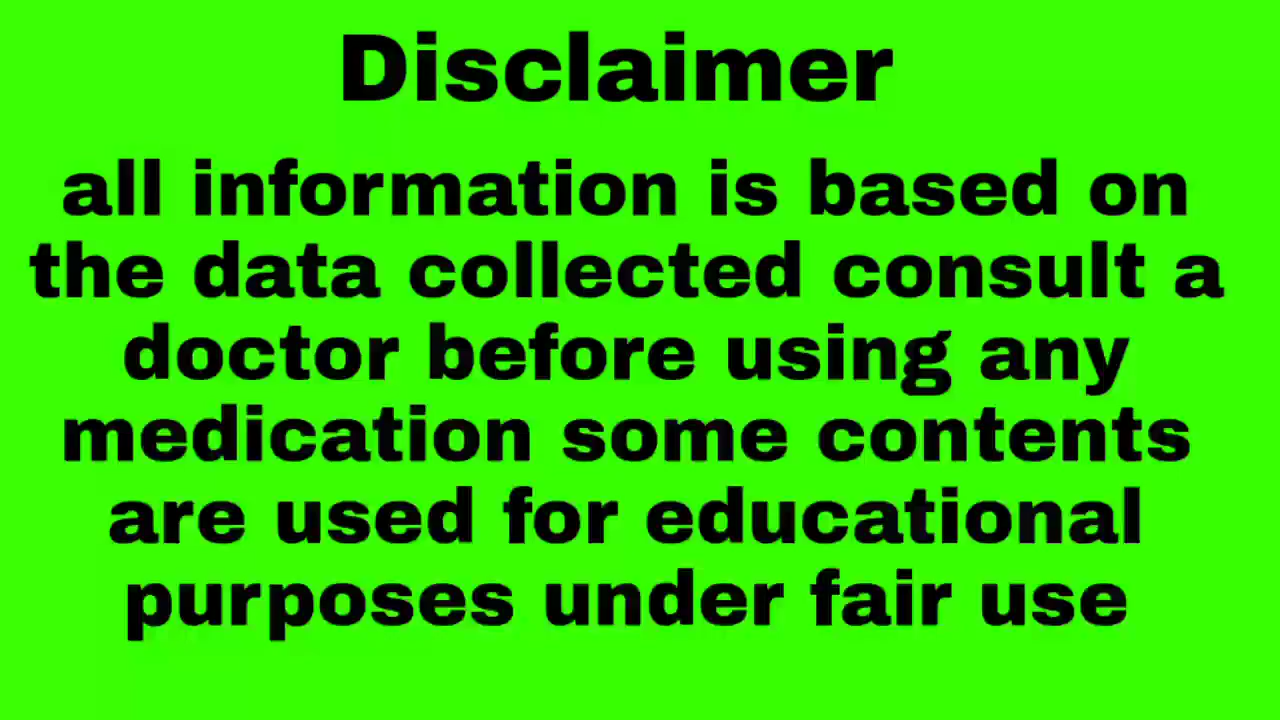 Disclaimer
all information is based on
the data collected consult a
doctor before using any
medication some contents
are used for educational
purposes under fair use